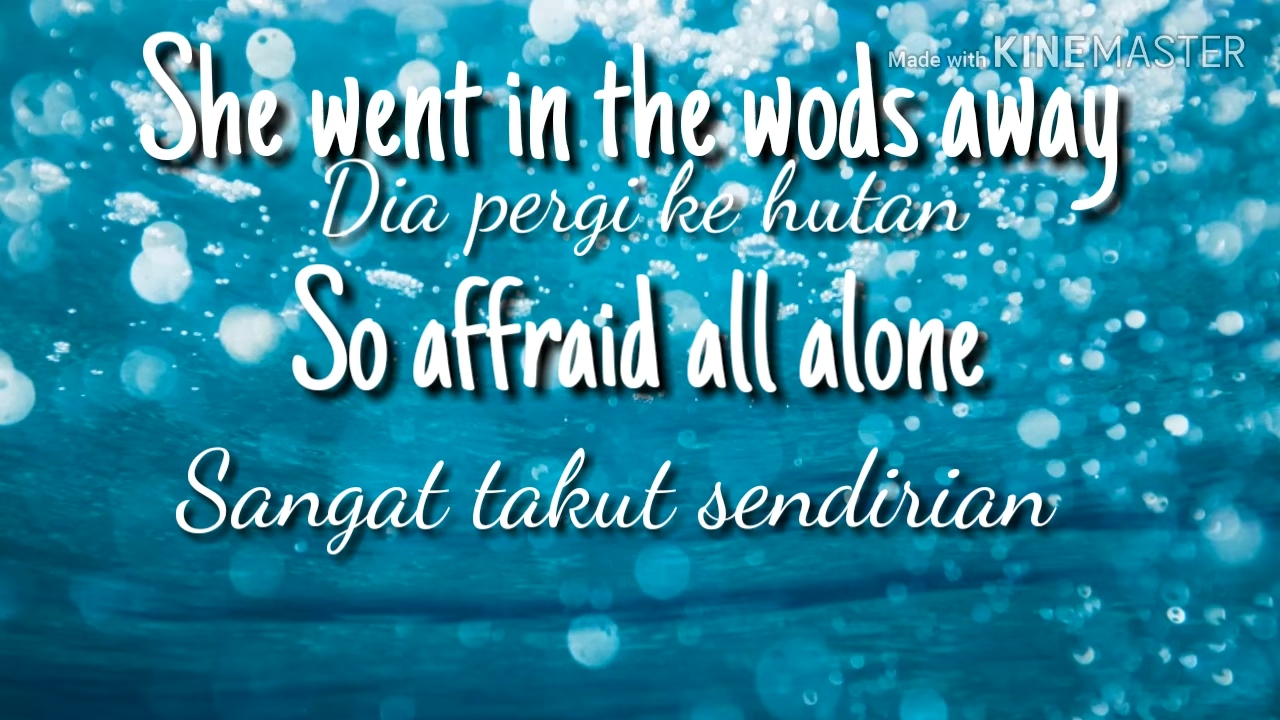 Made with KINEMASTER
She went in the wods away
Dia pergi ke hutan
So affraid all alone
Sangat takut sendirian